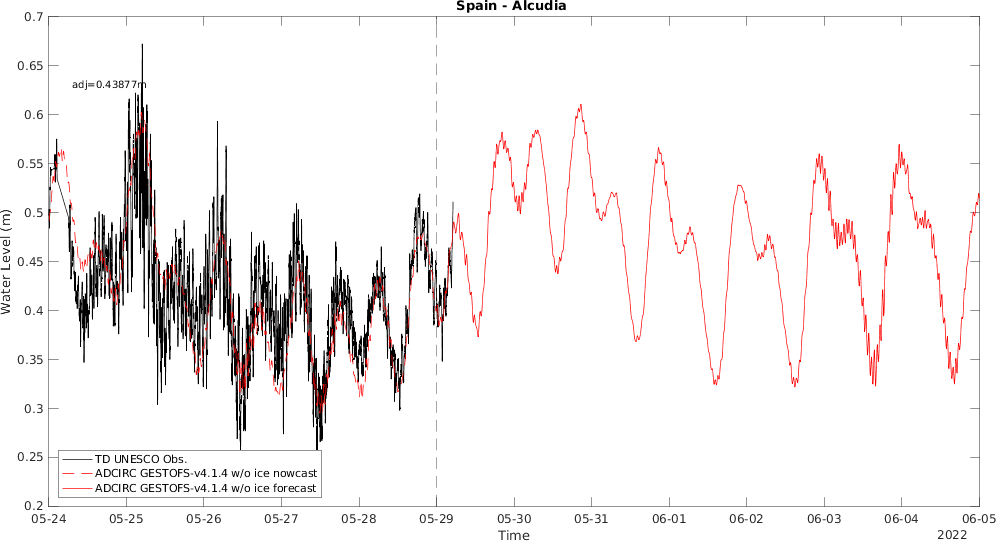 Spain - Alcudia
0.7
0.65
0.6
0.55
0.5
0.45
0.4
0.35
0.3
0.25
0.2
Water Level (m)
adj=0.43877m
TD UNESCO Obs.
ADCIRC GESTOFS-v4.1.4 w/o ice nowcast
ADCIRC GESTOFS-v4.1.4 w/o ice forecast
05-24 05-25 05-26 05-27 05-28 05-29 05-30 05-31 06-01 06-02 06-03 06-04 06-05
Time
2022